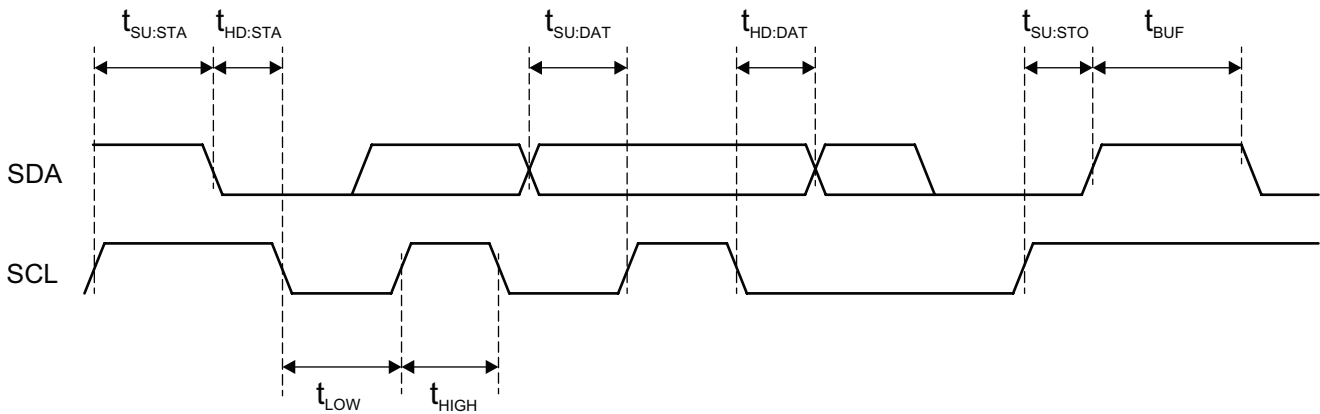 tSU:STA tHD:STA tSU:DAT tHD:DAT tSU:STO tBUF
SDA
SCL
tLOW tHIGH